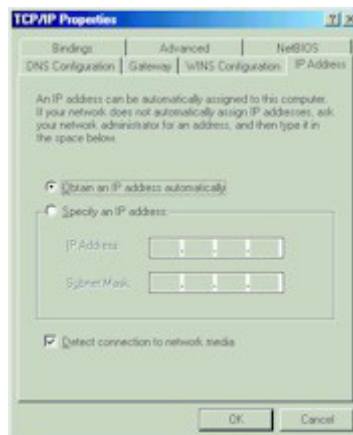 TCP/IP Properties
Bindings Advanced NetBIOS
DNS Configuration Gateway WINS Configuration IP Address
An IP address can be automatically assigned to this computer.
If your network does not automatically assign IP addresses, ask
your network administrator for an address, and then type it in
the space below.
Obtain an IP address automatically
Specify an IP address:
IP Address:
Subnet Mask:
Detect connection to network media
OK Cancel